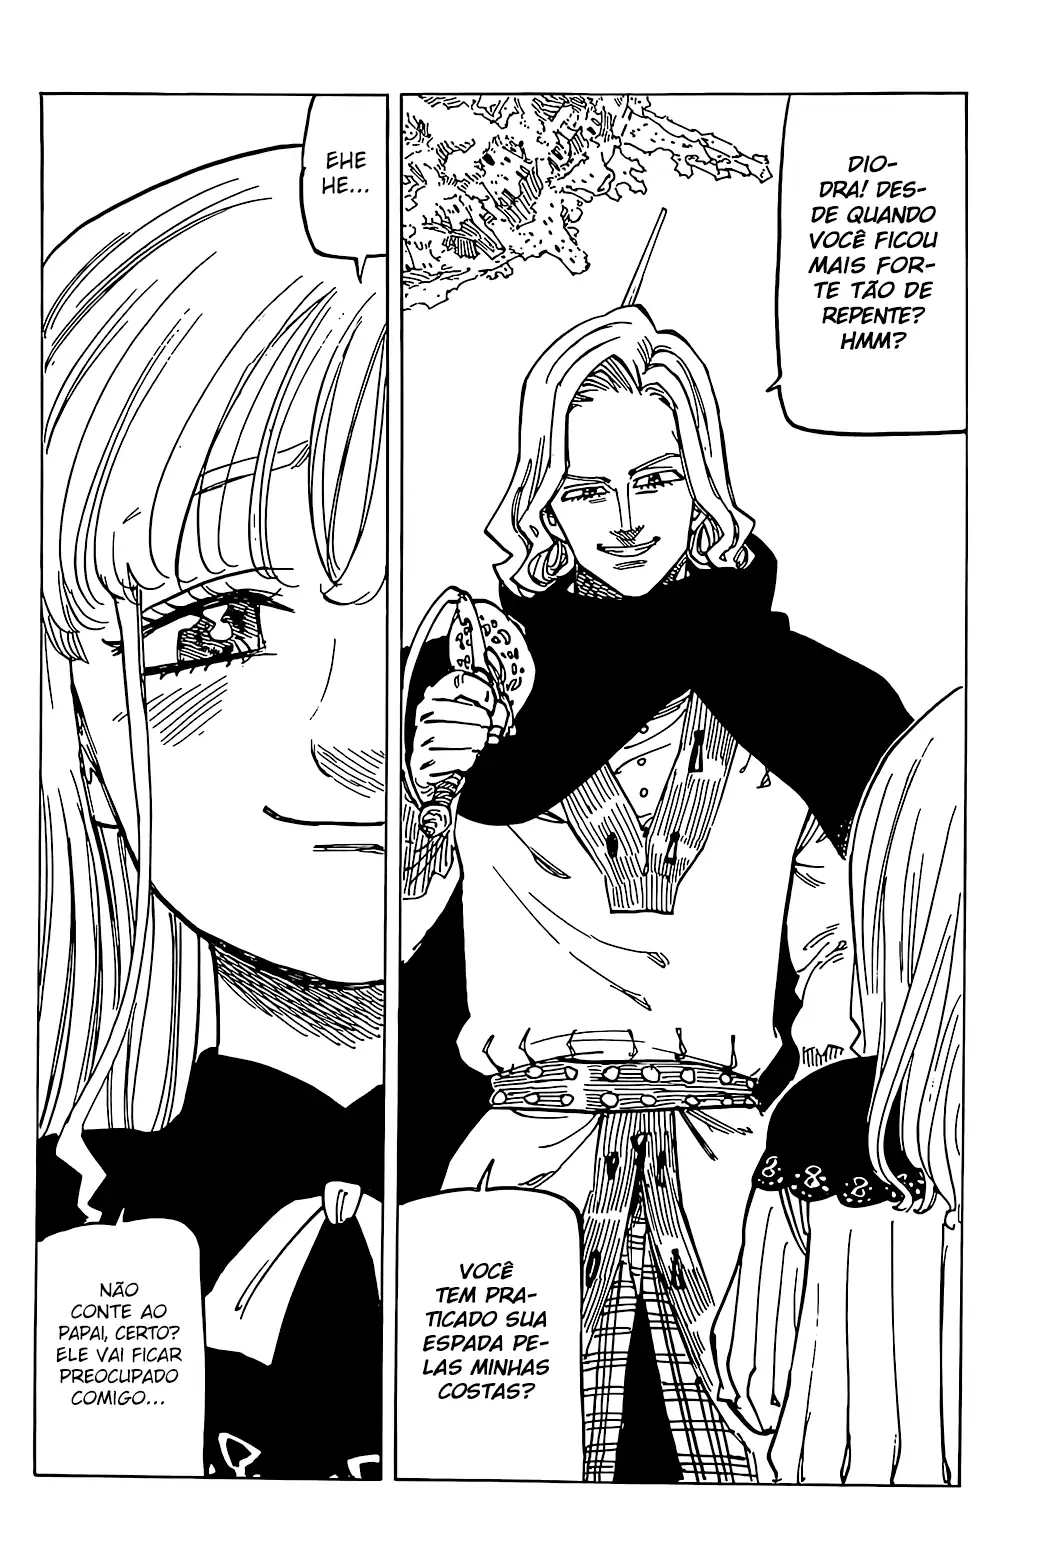 DIO-
DRA! DES-
DE QUANDO
VOCÊ FICOU
MAIS FOR-
TE TÃO DE
REPENTE?
HMM?
VOCÊ
TEM PRA-
TICADO SUA
ESPADA PE-
LAS MINHAS
COSTAS?
EHE
HE...
NÃO
CONTE AO
PAPAI, CERTO?
ELE VAI FICAR
PREOCUPADO
COMIGO...